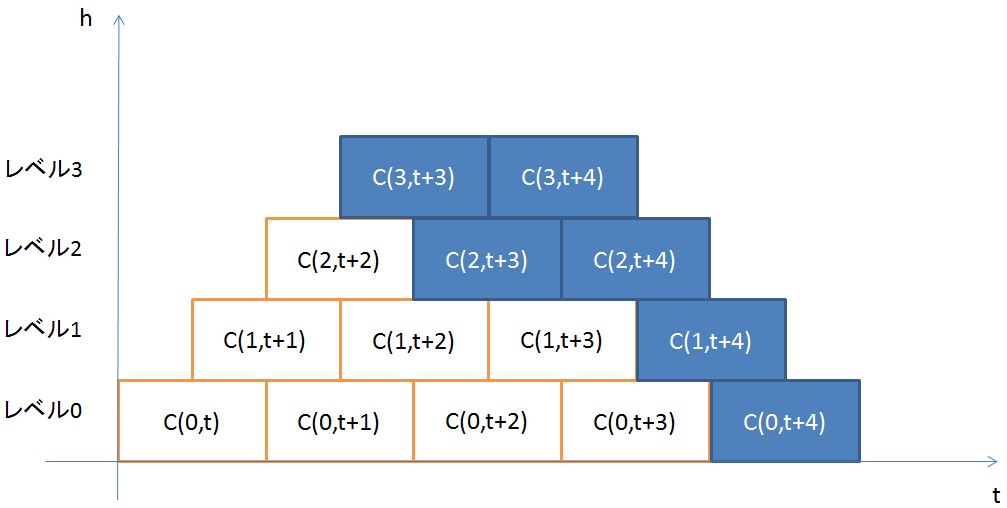 h
レベル3
C(3,t+3)
C(3,t+4)
レベル2
C(2,t+2)
C(2,t+3)
C(2,t+4)
レベル1
C(1,t+1)
C(1,t+2)
C(1,t+3)
C(1,t+4)
レベル0
C(0,t)
C(0,t+1)
C(0,t+2)
C(0,t+3)
C(0,t+4)
t